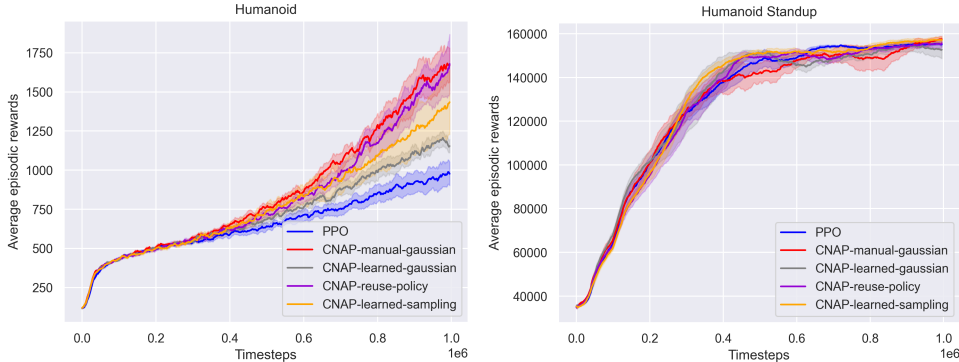 Humanoid
Average episodic rewards
1750
1500
1250
1000
750
500
250
PPO
CNAP-manual-gaussian
CNAP-learned-gaussian
CNAP-reuse-policy
CNAP-learned-sampling
0.0 0.2 0.4 0.6 0.8 1.0
1e6
Timesteps
Humanoid Standup
Average episodic rewards
160000
140000
120000
100000
80000
60000
40000
PPO
CNAP-manual-gaussian
CNAP-learned-gaussian
CNAP-reuse-policy
CNAP-learned-sampling
0.0 0.2 0.4 0.6 0.8 1.0
1e6
Timesteps